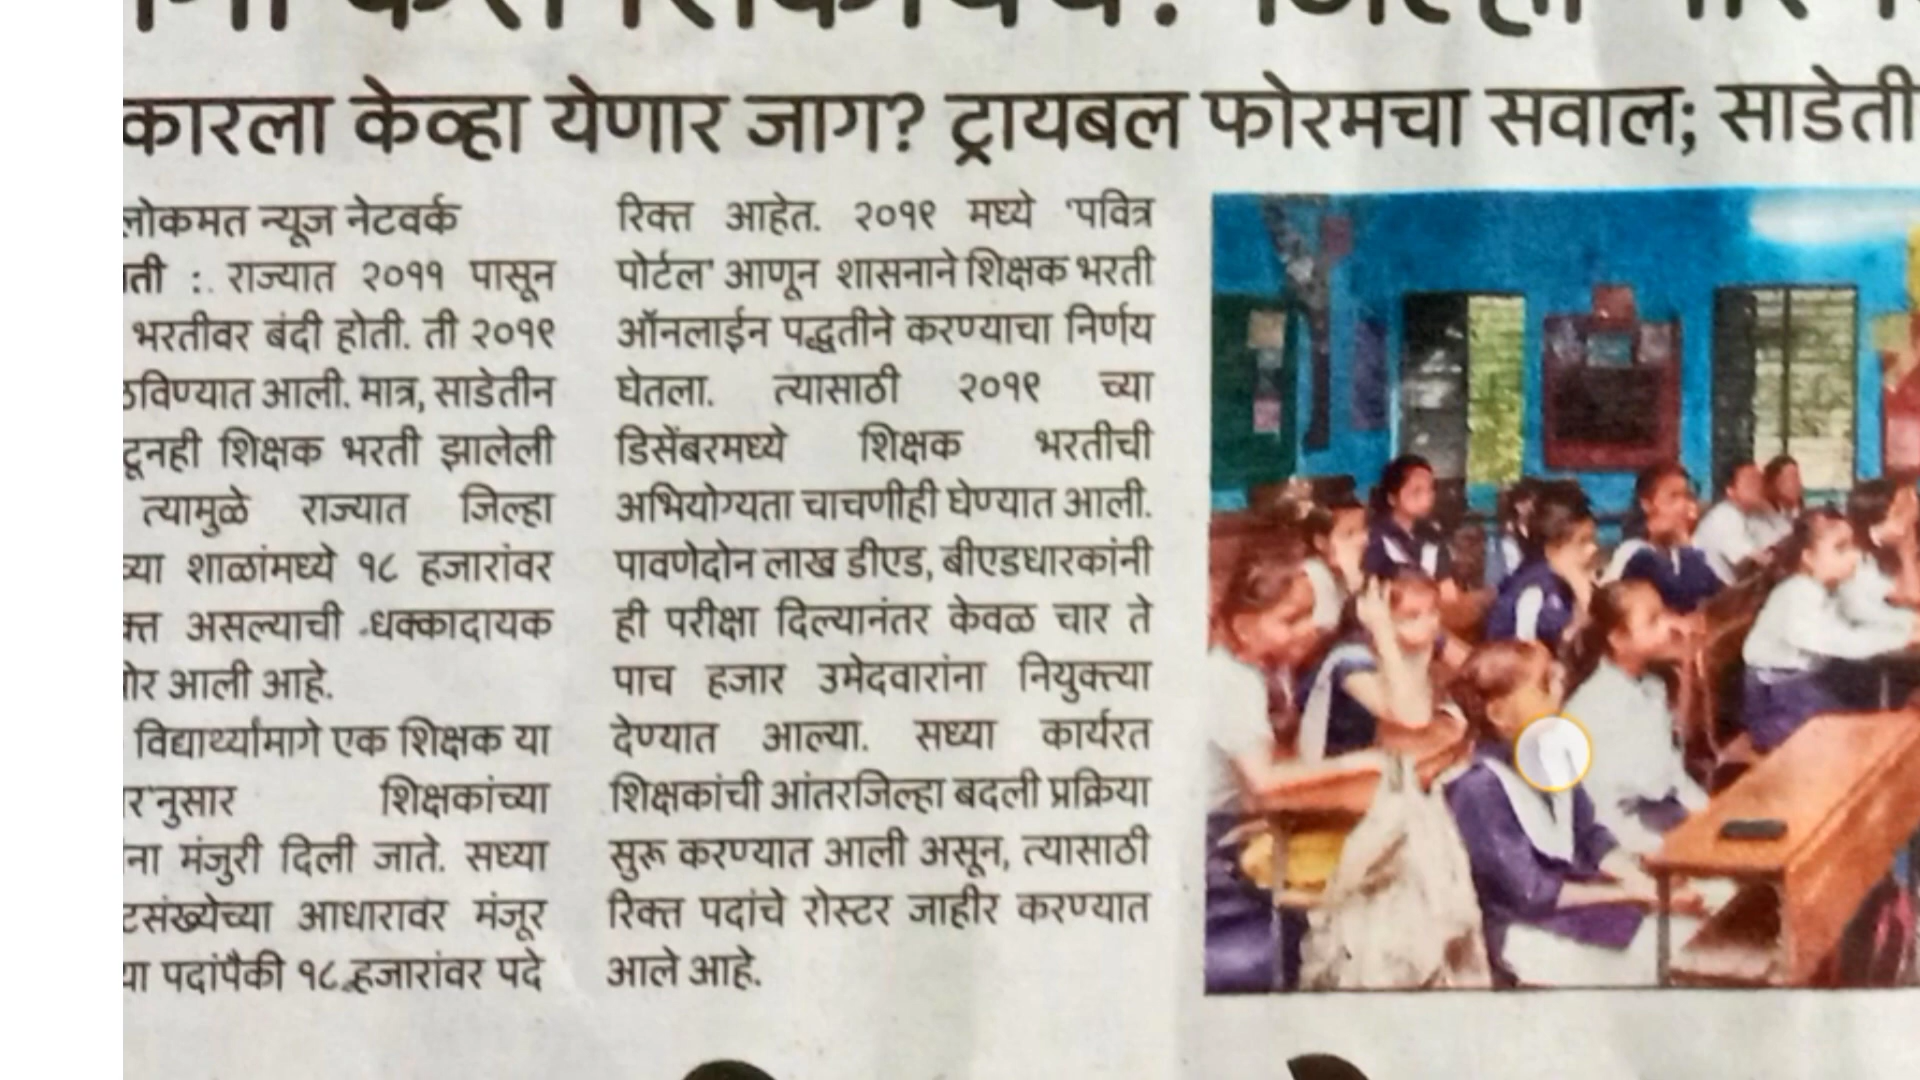 कारला केव्हा येणार जाग? ट्रायबल फोरमचा सवाल; साडेती
लोकमत न्यूज नेटवर्क
ती : राज्यात २०११ पासून
भरतीवर बंदी होती. ती २०१९
ठविण्यात आली. मात्र, साडेतीन
टूनही शिक्षक भरती झालेली
त्यामुळे राज्यात जिल्हा
च्या शाळांमध्ये १८ हजारांवर
क्त असल्याची धक्कादायक
ोर आली आहे.
विद्यार्थ्यांमागे एक शिक्षक या
र'नुसार शिक्षकांच्या
ना मंजुरी दिली जाते. सध्या
टसंख्येच्या आधारावर मंजूर
या पदांपैकी १८ हजारांवर पदे
रिक्त आहेत. २०१९ मध्ये 'पवित्र
पोर्टल' आणून शासनाने शिक्षक भरती
ऑनलाईन पद्धतीने करण्याचा निर्णय
घेतला. त्यासाठी २०१९ च्या
डिसेंबरमध्ये शिक्षक भरतीची
अभियोग्यता चाचणीही घेण्यात आली.
पावणेदोन लाख डीएड, बीएडधारकांनी
ही परीक्षा दिल्यानंतर केवळ चार ते
पाच हजार उमेदवारांना नियुक्त्या
देण्यात आल्या. सध्या कार्यरत
शिक्षकांची आंतरजिल्हा बदली प्रक्रिया
सुरू करण्यात आली असून, त्यासाठी
रिक्त पदांचे रोस्टर जाहीर करण्यात
आले आहे.